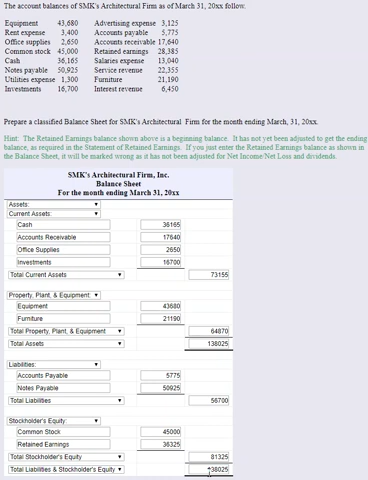 The account balances of SMK's Architectural Firm as of March 31, 20xx follow.
Equipment 43,680 Advertising expense 3,125
Rent expense 3,400 Accounts payable 5,775
Office supplies 2,650 Accounts receivable 17,640
Common stock 45,000 Retained earnings 28,385
Cash 36,165 Salaries expense 13,040
Notes payable 50,925 Service revenue 22,355
Utilities expense 1,300 Furniture 21,190
Investments 16,700 Interest revenue 6,450
Prepare a classified Balance Sheet for SMK's Architectural Firm for the month ending March, 31, 20xx.
Hint: The Retained Earnings balance shown above is a beginning balance. It has not yet been adjusted to get the ending
balance, as required in the Statement of Retained Earnings. If you just enter the Retained Earnings balance as shown in
the Balance Sheet, it will be marked wrong as it has not been adjusted for Net Income/Net Loss and dividends.
SMK's Architectural Firm, Inc.
Balance Sheet
For the month ending March 31, 20xx
Assets:
Current Assets:
Cash 36165
Accounts Receivable 17640
Office Supplies 2650
Investments 16700
Total Current Assets 73155
Property, Plant, & Equipment:
Equipment 43680
Furniture 21190
Total Property, Plant, & Equipment 64870
Total Assets 138025
Liabilities:
Accounts Payable 5775
Notes Payable 50925
Total Liabilities 56700
Stockholder's Equity:
Common Stock 45000
Retained Earnings 36325
Total Stockholder's Equity 81325
Total Liabilities & Stockholder's Equity 138025